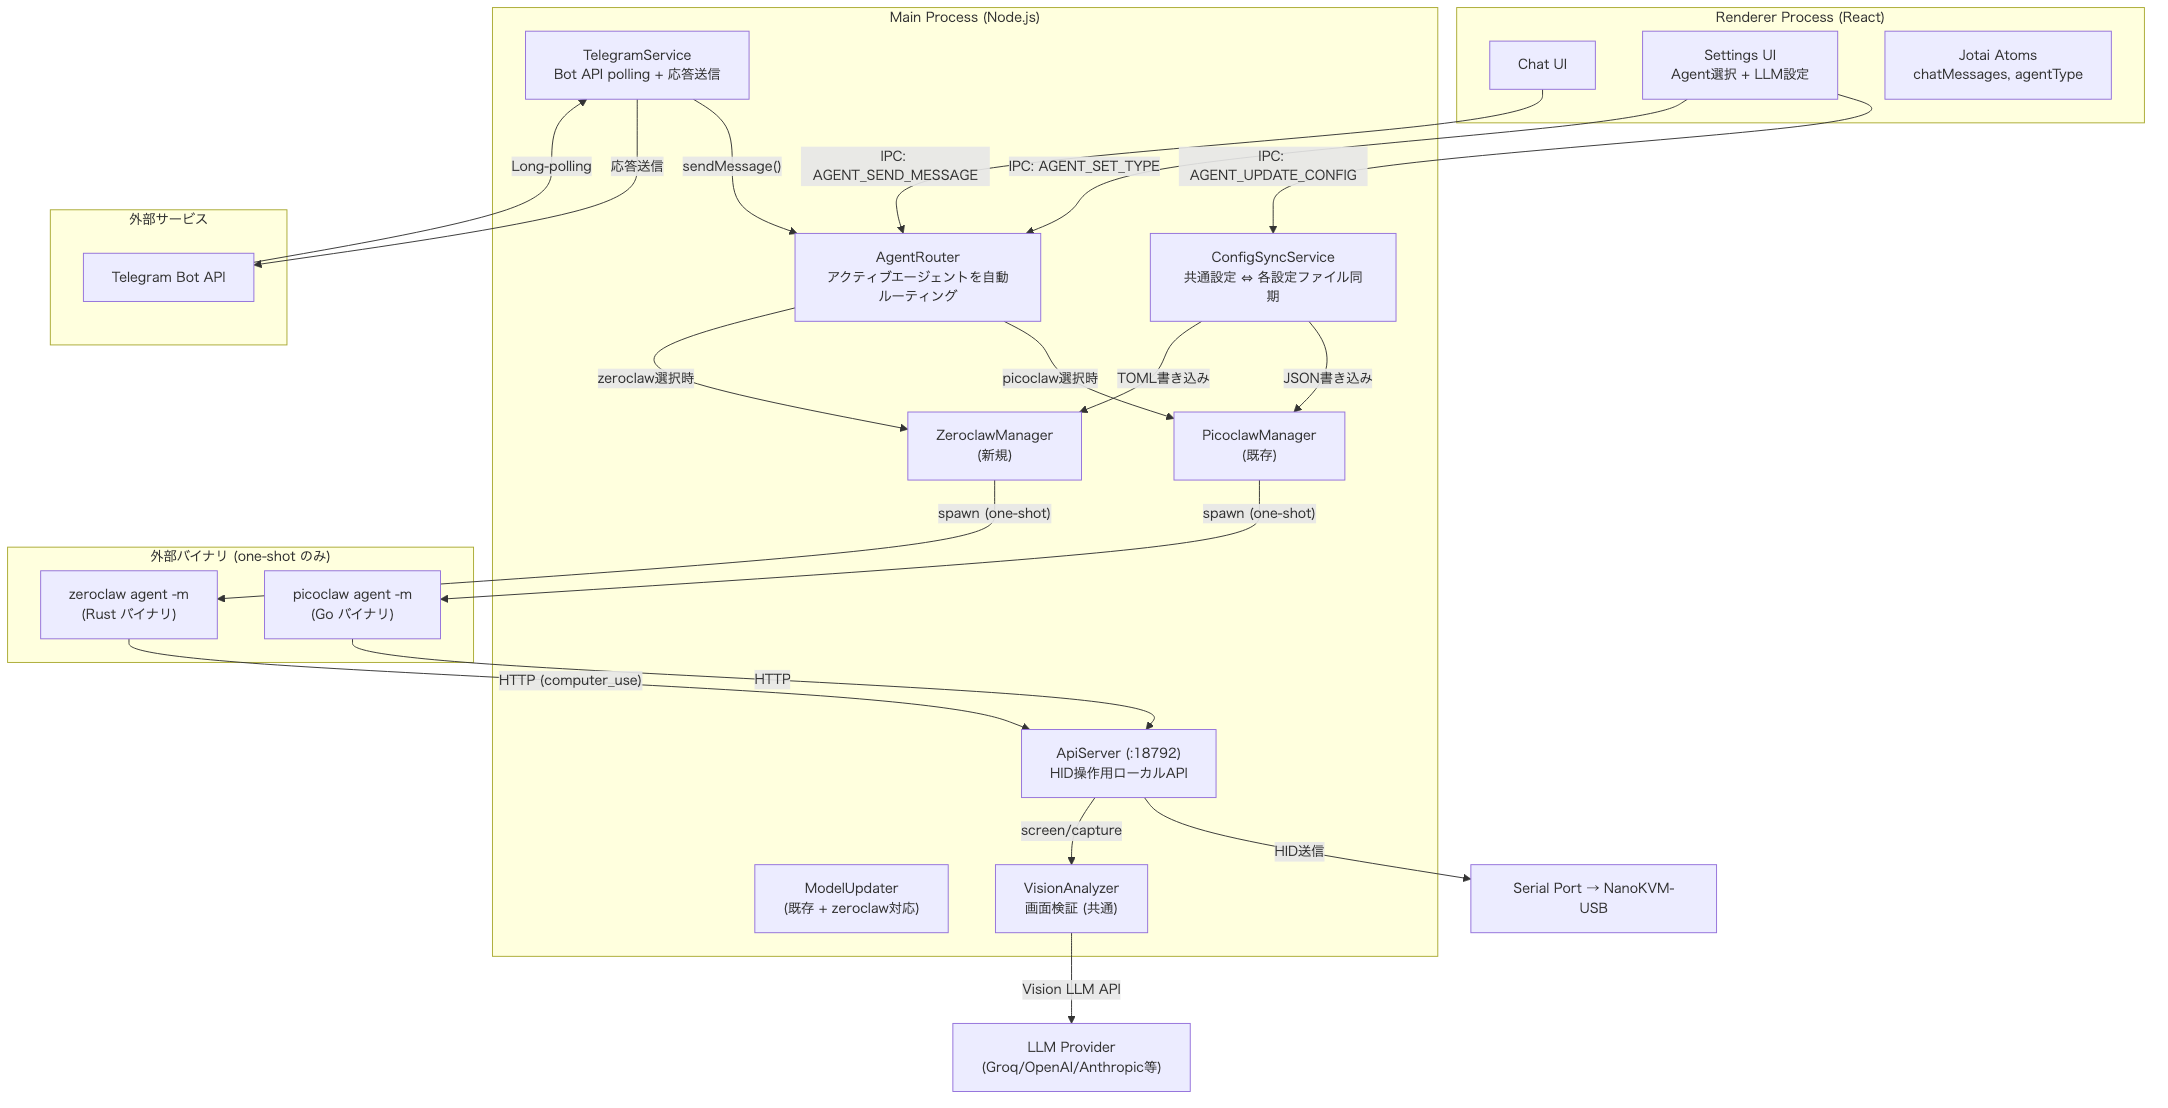 Main Process (Node.js)
Renderer Process (React)
TelegramService
Bot API polling + 応答送信
Chat UI
Settings UI
Agent選択 + LLM設定
Jotai Atoms
chatMessages, agentType
Long-polling
応答送信
sendMessage()
IPC:
AGENT_SEND_MESSAGE
IPC: AGENT_SET_TYPE
IPC:
AGENT_UPDATE_CONFIG
外部サービス
Telegram Bot API
AgentRouter
アクティブエージェントを自動
ルーティング
ConfigSyncService
共通設定 ⇔ 各設定ファイル同
期
zeroclaw選択時
picoclaw選択時
TOML書き込み
JSON書き込み
ZeroclawManager
(新規)
PicoclawManager
(既存)
spawn (one-shot)
spawn (one-shot)
外部バイナリ (one-shot のみ)
zeroclaw agent -m
(Rust バイナリ)
picoclaw agent -m
(Go バイナリ)
HTTP (computer_use)
HTTP
ApiServer (:18792)
HID操作用ローカルAPI
screen/capture
HID送信
ModelUpdater
(既存 + zeroclaw対応)
VisionAnalyzer
画面検証 (共通)
Serial Port → NanoKVM-
USB
Vision LLM API
LLM Provider
(Groq/OpenAI/Anthropic等)